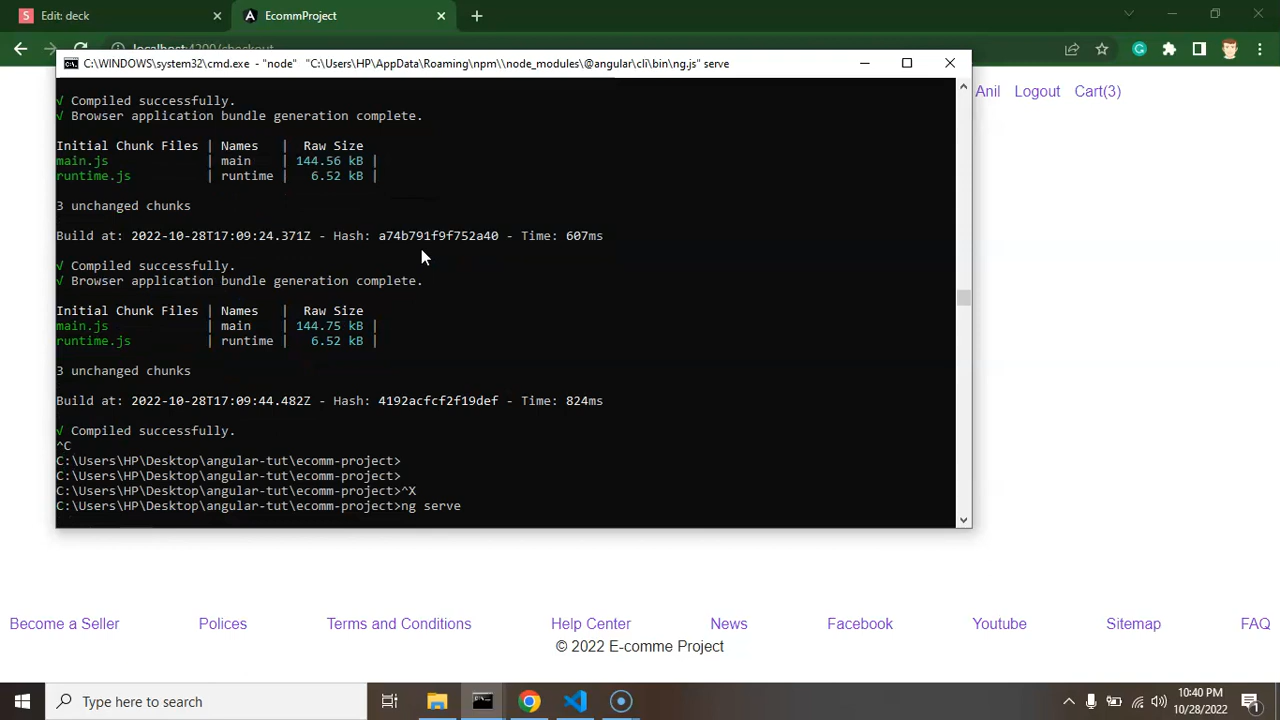 Edit: deck
EcommProject
localhost:4200/checkout
C:\WINDOWS\system32\cmd.exe - "node" "C:\Users\HP\AppData\Roaming\npm\\node_modules\@angular\cli\bin\ng.js" serve
Anil Logout Cart(3)
√ Compiled successfully.
√ Browser application bundle generation complete.
Initial Chunk Files | Names | Raw Size
main.js | main | 144.56 kB |
runtime.js | runtime | 6.52 kB |
3 unchanged chunks
Build at: 2022-10-28T17:09:24.371Z - Hash: a74b791f9f752a40 - Time: 607ms
√ Compiled successfully.
√ Browser application bundle generation complete.
Initial Chunk Files | Names | Raw Size
main.js | main | 144.75 kB |
runtime.js | runtime | 6.52 kB |
3 unchanged chunks
Build at: 2022-10-28T17:09:44.482Z - Hash: 4192acfcf2f19def - Time: 824ms
√ Compiled successfully.
^C
C:\Users\HP\Desktop\angular-tut\ecomm-project>
C:\Users\HP\Desktop\angular-tut\ecomm-project>
C:\Users\HP\Desktop\angular-tut\ecomm-project>^X
C:\Users\HP\Desktop\angular-tut\ecomm-project>ng serve
Become a Seller Polices Terms and Conditions Help Center News Facebook Youtube Sitemap FAQ
© 2022 E-comme Project
Type here to search
10:40 PM
10/28/2022
1